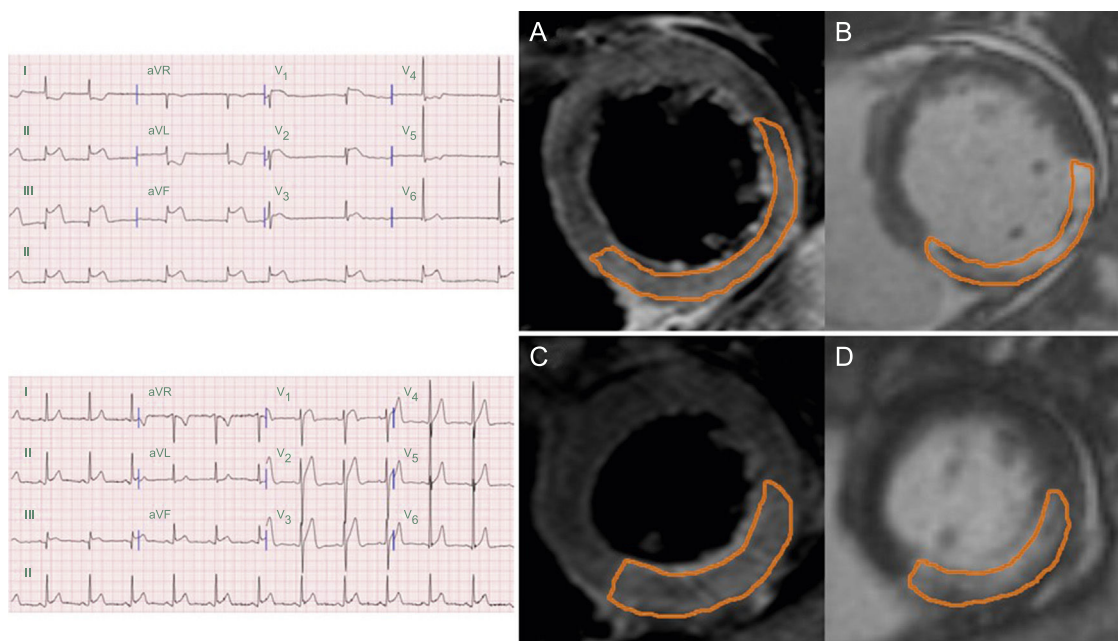 A
B
I aVR V1 V4
II aVL V2 V5
III aVF V3 V6
II
C
D
I aVR V1 V4
II aVL V2 V5
III aVF V3 V6
II